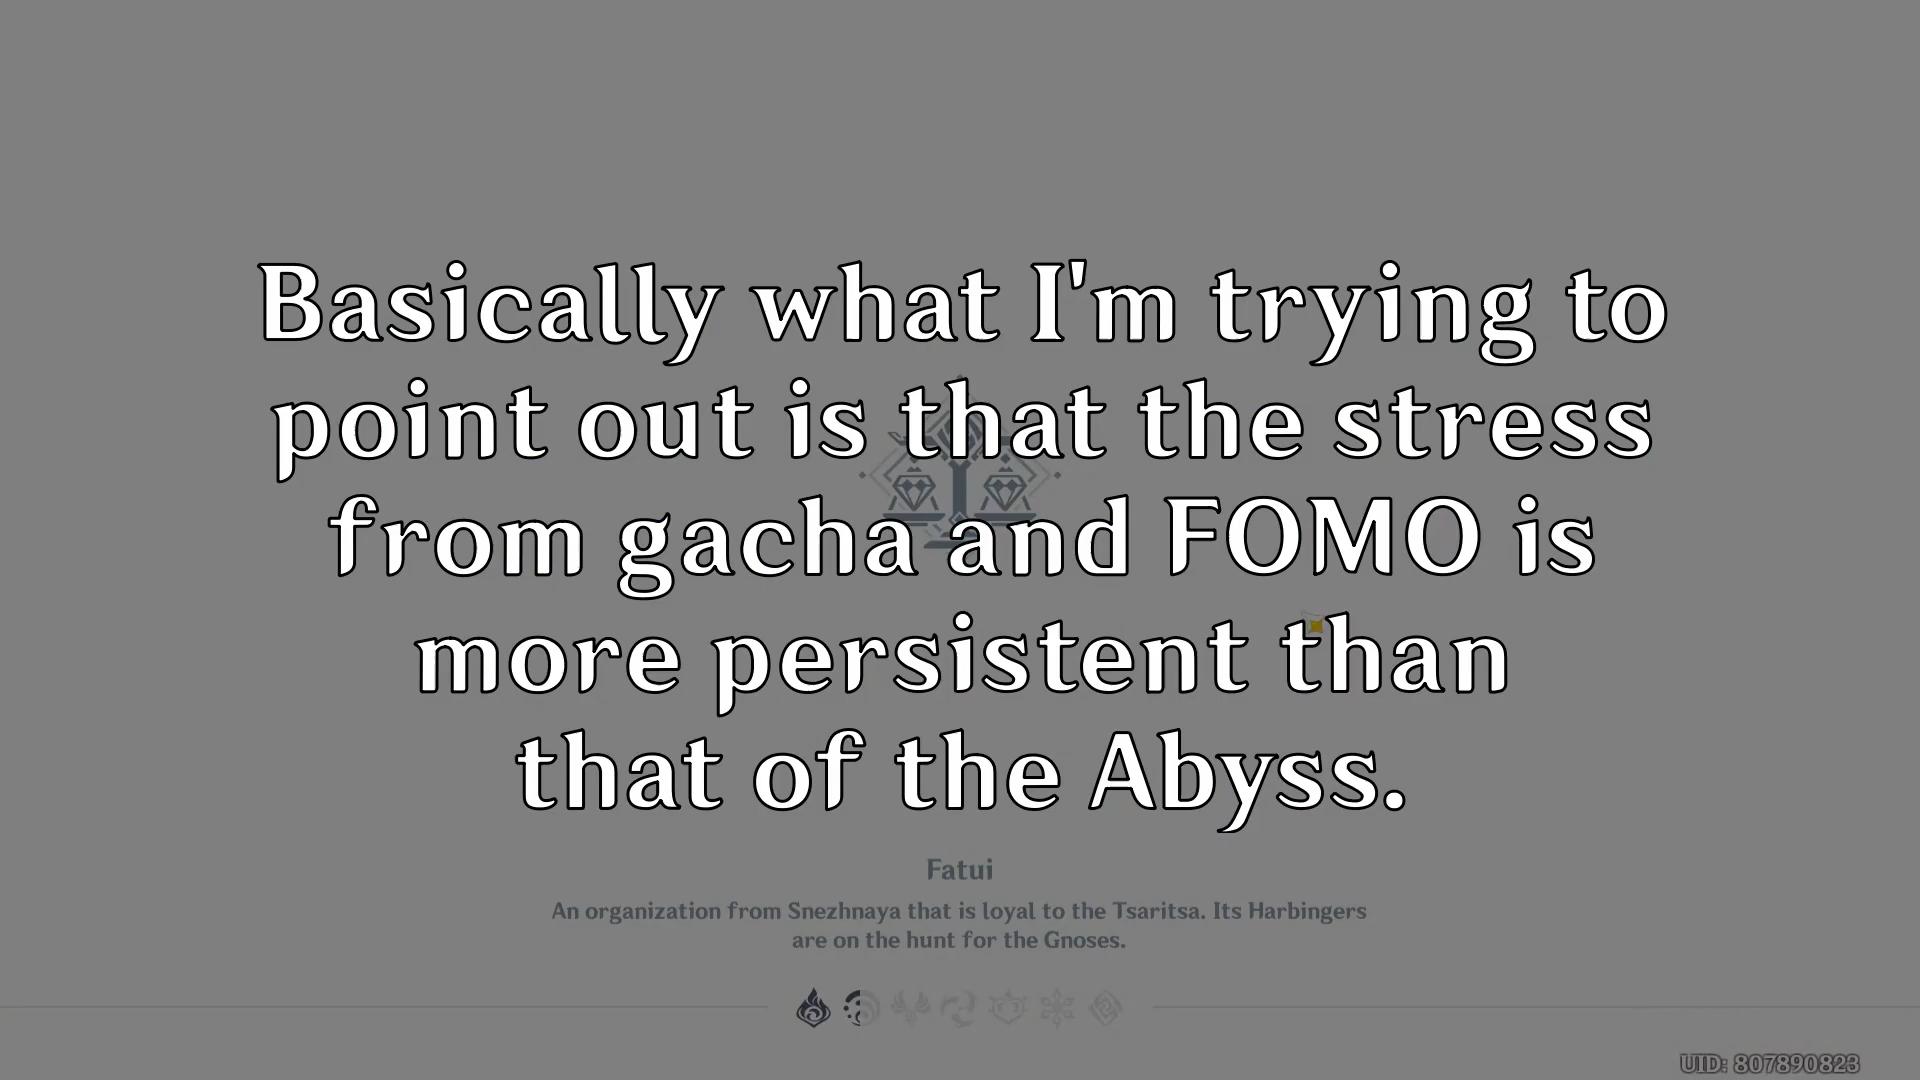 Basically what I'm trying to
point out is that the stress
from gacha and FOMO is
more persistent than
that of the Abyss.
Fatui
An organization from Snezhnaya that is loyal to the Tsaritsa. Its Harbingers
are on the hunt for the Gnoses.
UID: 807890823